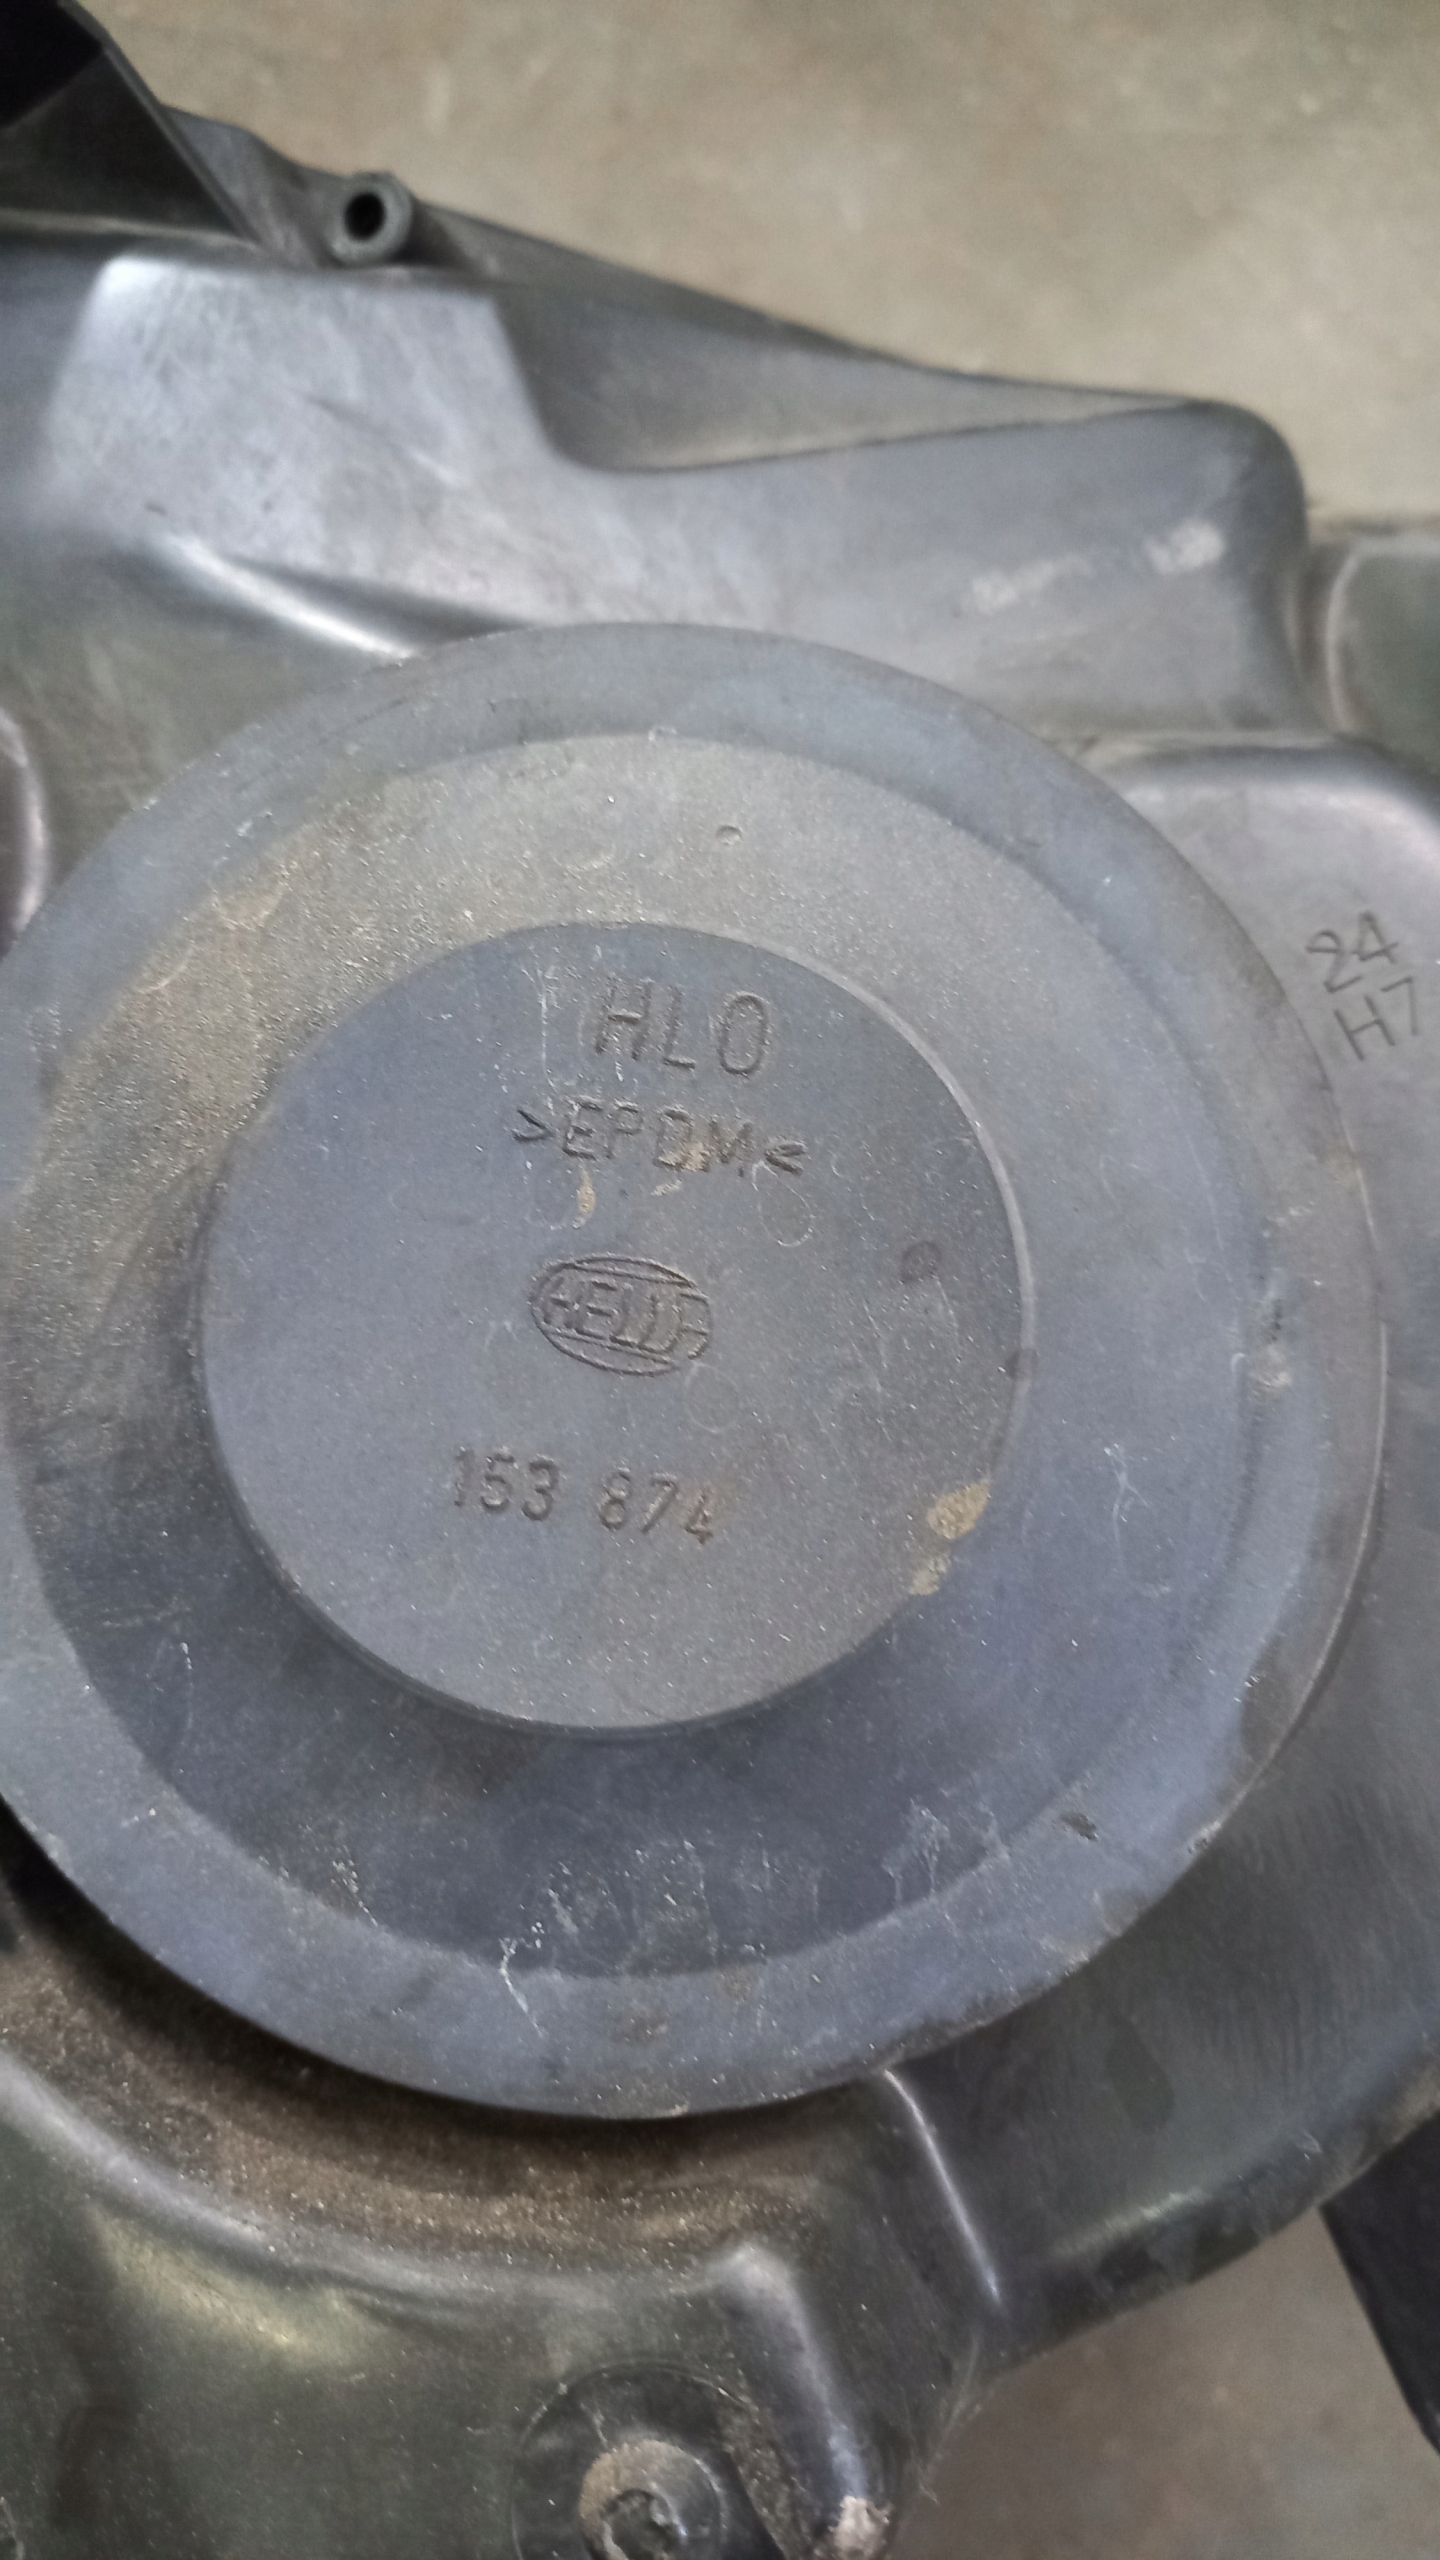 HLO
>EPDM<
HELLA
153 874
24
H7